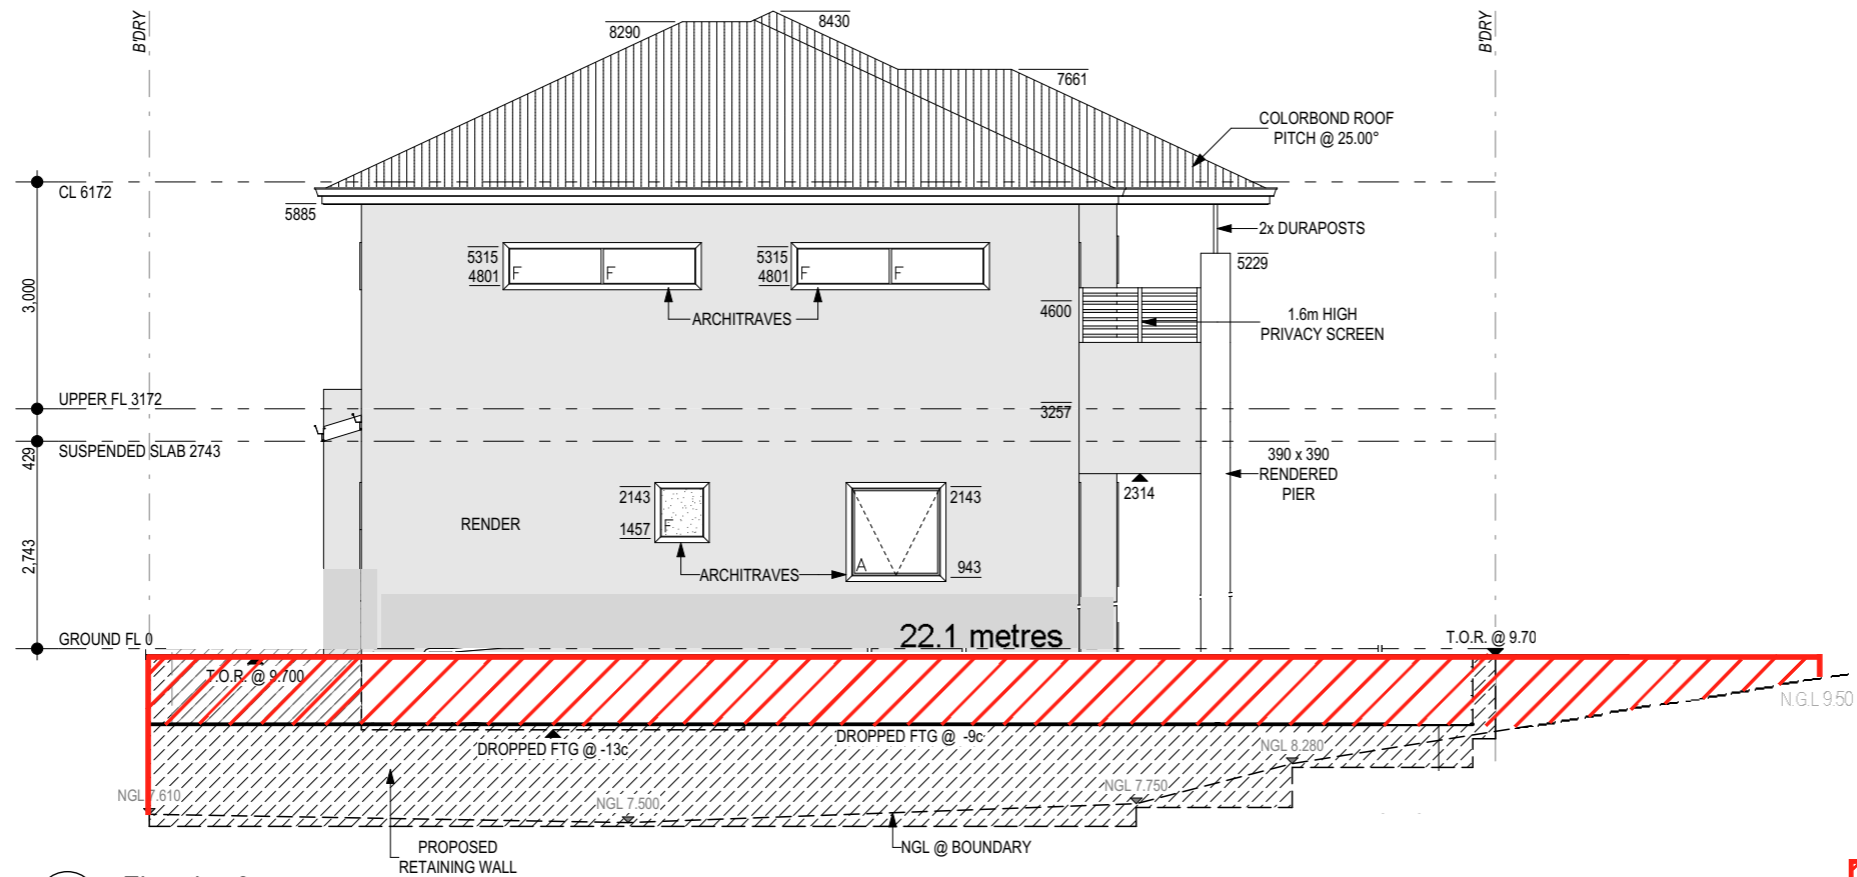 B'DRY
B'DRY
8290
8430
7661
COLORBOND ROOF
PITCH @ 25.00°
CL 6172
5885
2x DURAPOSTS
5315
4801
F
F
5315
4801
F
F
5229
3,000
ARCHITRAVES
4600
1.6m HIGH
PRIVACY SCREEN
UPPER FL 3172
3257
429
SUSPENDED SLAB 2743
390 x 390
RENDERED
PIER
2143
2143
2314
RENDER
1457
F
2,743
ARCHITRAVES
A
943
GROUND FL 0
22.1 metres
T.O.R. @ 9.70
T.O.R. @ 9.700
N.G.L 9.50
DROPPED FTG @ -13c
DROPPED FTG @ -9c
NGL 8.280
NGL 7.610
NGL 7.500
NGL 7.750
PROPOSED
RETAINING WALL
NGL @ BOUNDARY